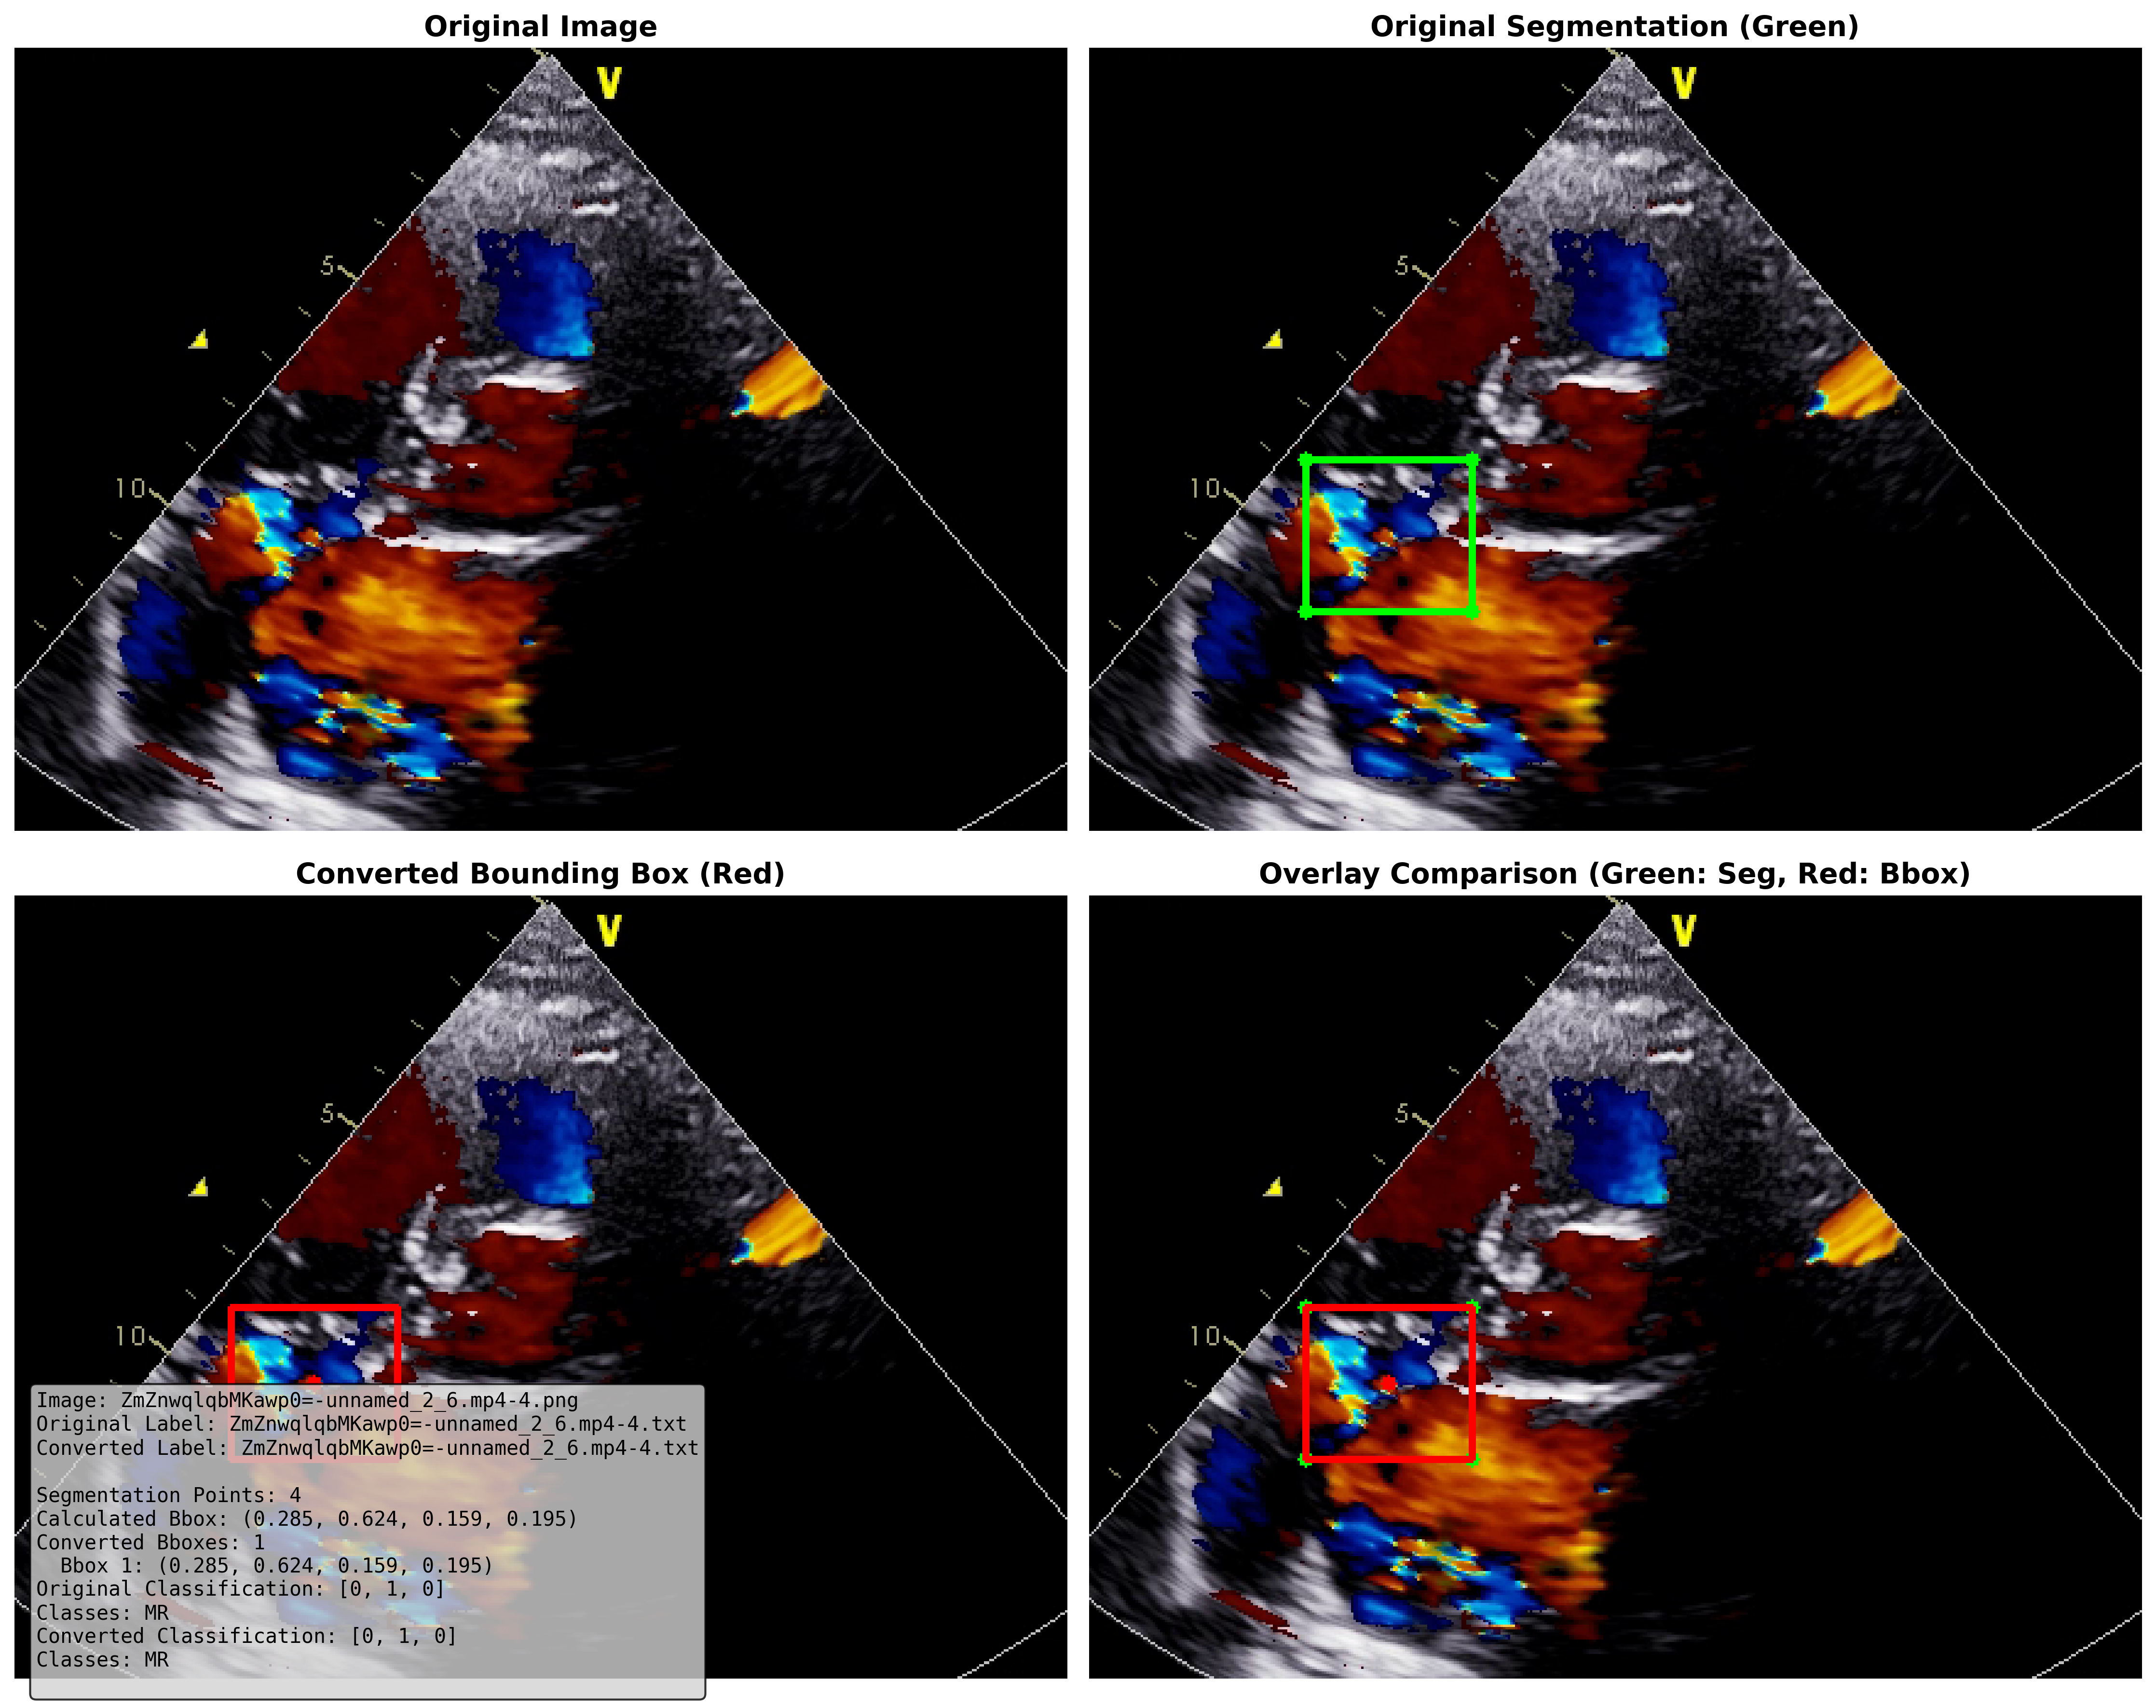 Original Image
Original Segmentation (Green)
V
5
10
V
5
10
Converted Bounding Box (Red)
Overlay Comparison (Green: Seg, Red: Bbox)
V
5
10
V
5
10
Image: ZmZnwqlqbMKawp0=-unnamed_2_6.mp4-4.png
Original Label: ZmZnwqlqbMKawp0=-unnamed_2_6.mp4-4.txt
Converted Label: ZmZnwqlqbMKawp0=-unnamed_2_6.mp4-4.txt
Segmentation Points: 4
Calculated Bbox: (0.285, 0.624, 0.159, 0.195)
Converted Bboxes: 1
Bbox 1: (0.285, 0.624, 0.159, 0.195)
Original Classification: [0, 1, 0]
Classes: MR
Converted Classification: [0, 1, 0]
Classes: MR